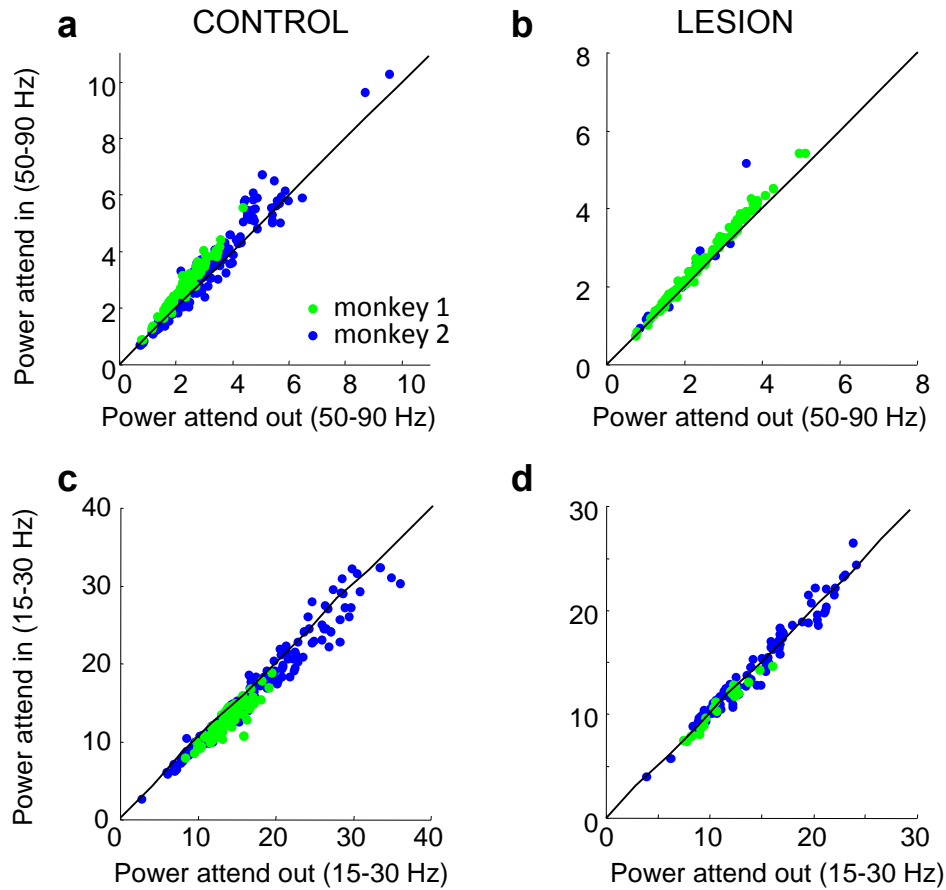 a CONTROL
b LESION
Power attend in (50-90 Hz)
10
8
6
4
2
0
monkey 1
monkey 2
0 2 4 6 8 10
Power attend out (50-90 Hz)
8
6
4
2
0
0 2 4 6 8
Power attend out (50-90 Hz)
c
d
Power attend in (15-30 Hz)
40
30
20
10
0
0 10 20 30 40
Power attend out (15-30 Hz)
30
20
10
0
0 10 20 30
Power attend out (15-30 Hz)